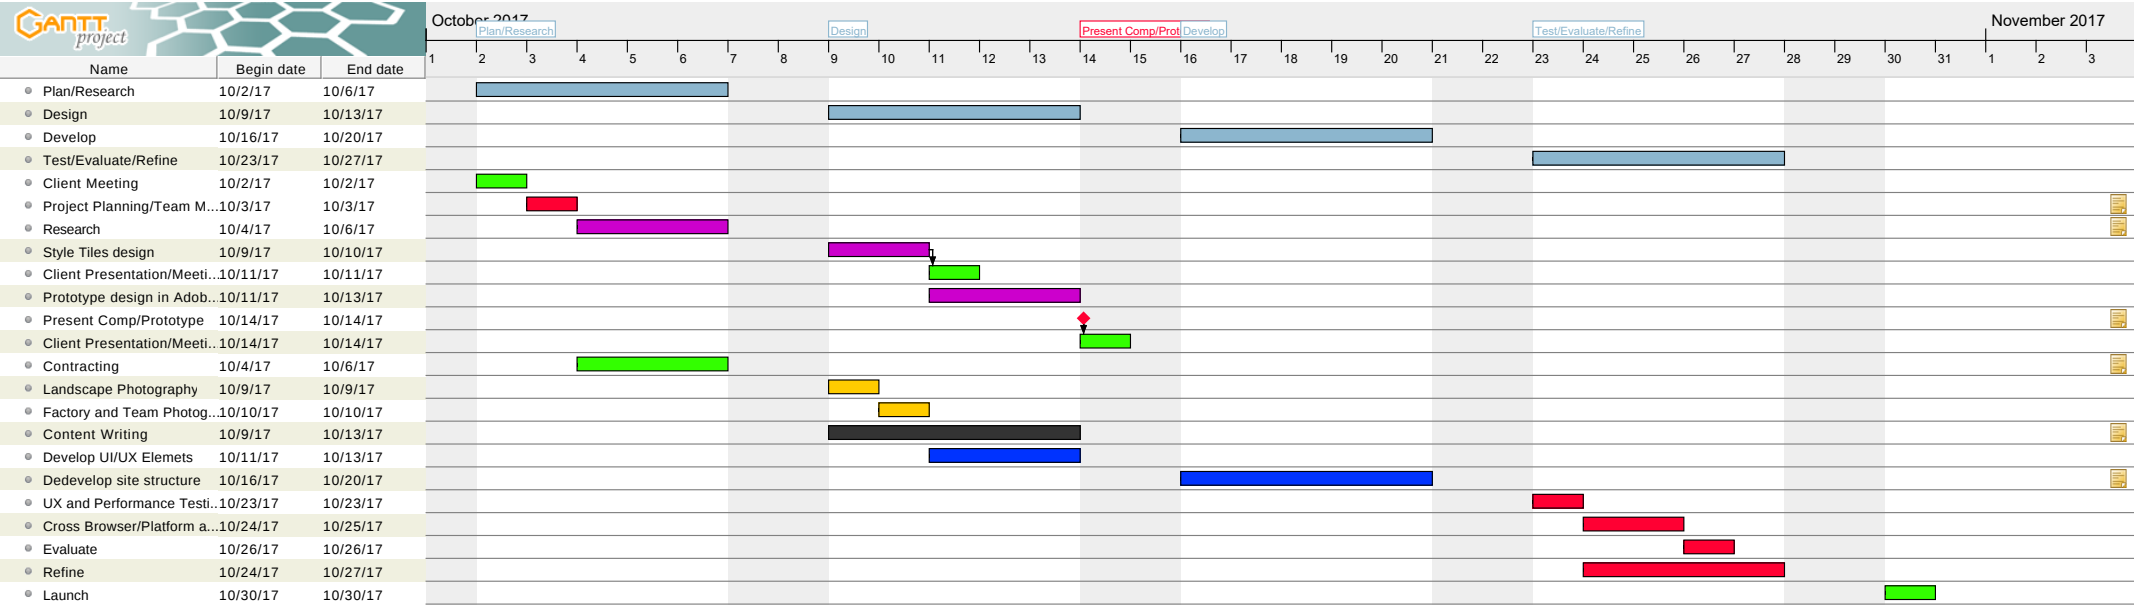 GANTT
project
October 2017
November 2017
Plan/Research
Design
Present Comp/Prot
Develop
Test/Evaluate/Refine
1 2 3 4 5 6 7 8 9 10 11 12 13 14 15 16 17 18 19 20 21 22 23 24 25 26 27 28 29 30 31 1 2 3
Name Begin date End date
Plan/Research 10/2/17 10/6/17
Design 10/9/17 10/13/17
Develop 10/16/17 10/20/17
Test/Evaluate/Refine 10/23/17 10/27/17
Client Meeting 10/2/17 10/2/17
Project Planning/Team M... 10/3/17 10/3/17
Research 10/4/17 10/6/17
Style Tiles design 10/9/17 10/10/17
Client Presentation/Meeti... 10/11/17 10/11/17
Prototype design in Adob... 10/11/17 10/13/17
Present Comp/Prototype 10/14/17 10/14/17
Client Presentation/Meeti... 10/14/17 10/14/17
Contracting 10/4/17 10/6/17
Landscape Photography 10/9/17 10/9/17
Factory and Team Photog... 10/10/17 10/10/17
Content Writing 10/9/17 10/13/17
Develop UI/UX Elemets 10/11/17 10/13/17
Dedevelop site structure 10/16/17 10/20/17
UX and Performance Testi... 10/23/17 10/23/17
Cross Browser/Platform a... 10/24/17 10/25/17
Evaluate 10/26/17 10/26/17
Refine 10/24/17 10/27/17
Launch 10/30/17 10/30/17